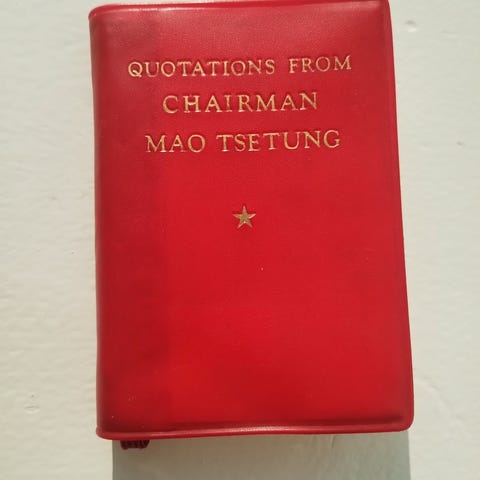 QUOTATIONS FROM
CHAIRMAN
MAO TSETUNG